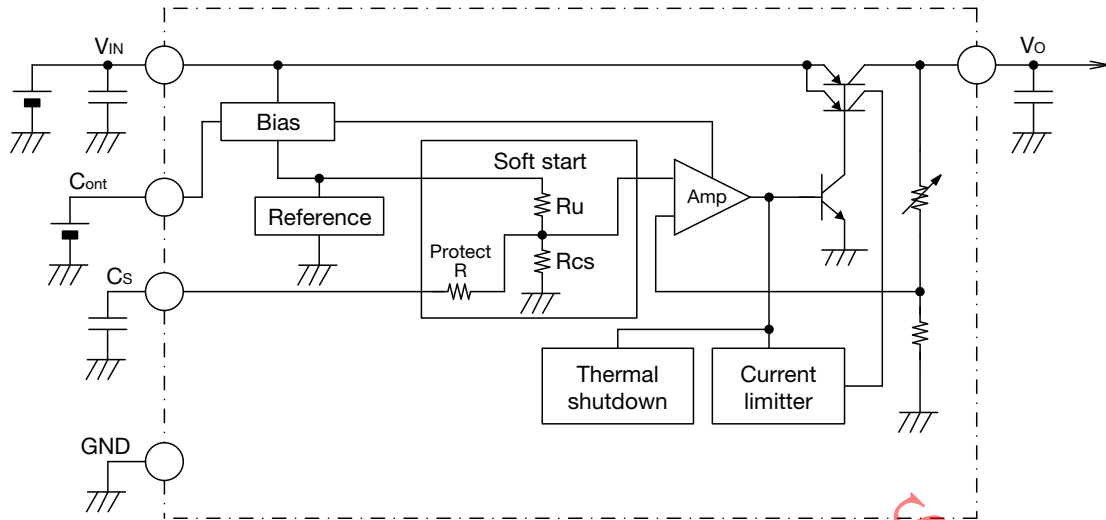 VIN
VO
Bias
Soft start
Cont
Ru
Amp
Reference
Protect
R
Rcs
CS
Thermal
shutdown
Current
limitter
GND